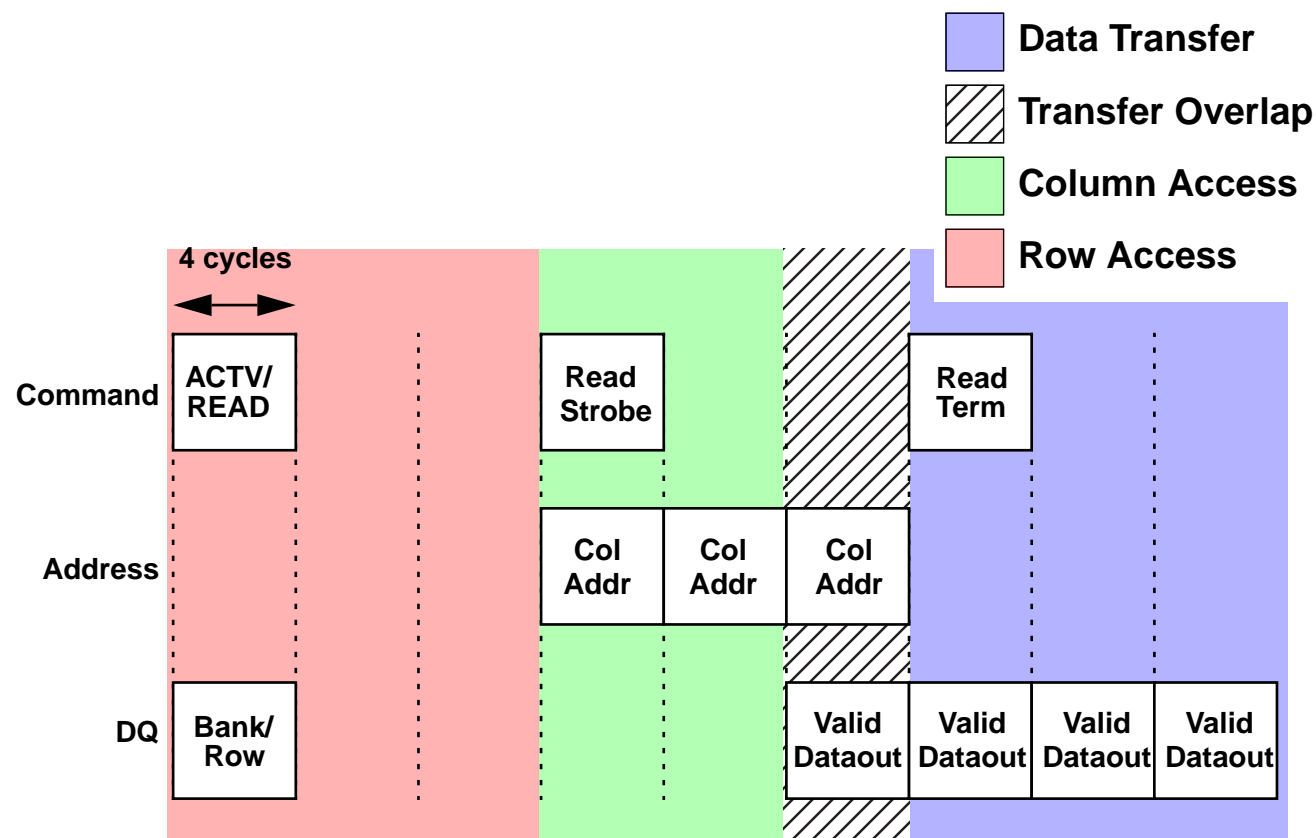 Data Transfer
Transfer Overlap
Column Access
Row Access
4 cycles
Command
ACTV/
READ
Read
Strobe
Read
Term
Address
Col
Addr
Col
Addr
Col
Addr
DQ
Bank/
Row
Valid
Dataout
Valid
Dataout
Valid
Dataout
Valid
Dataout